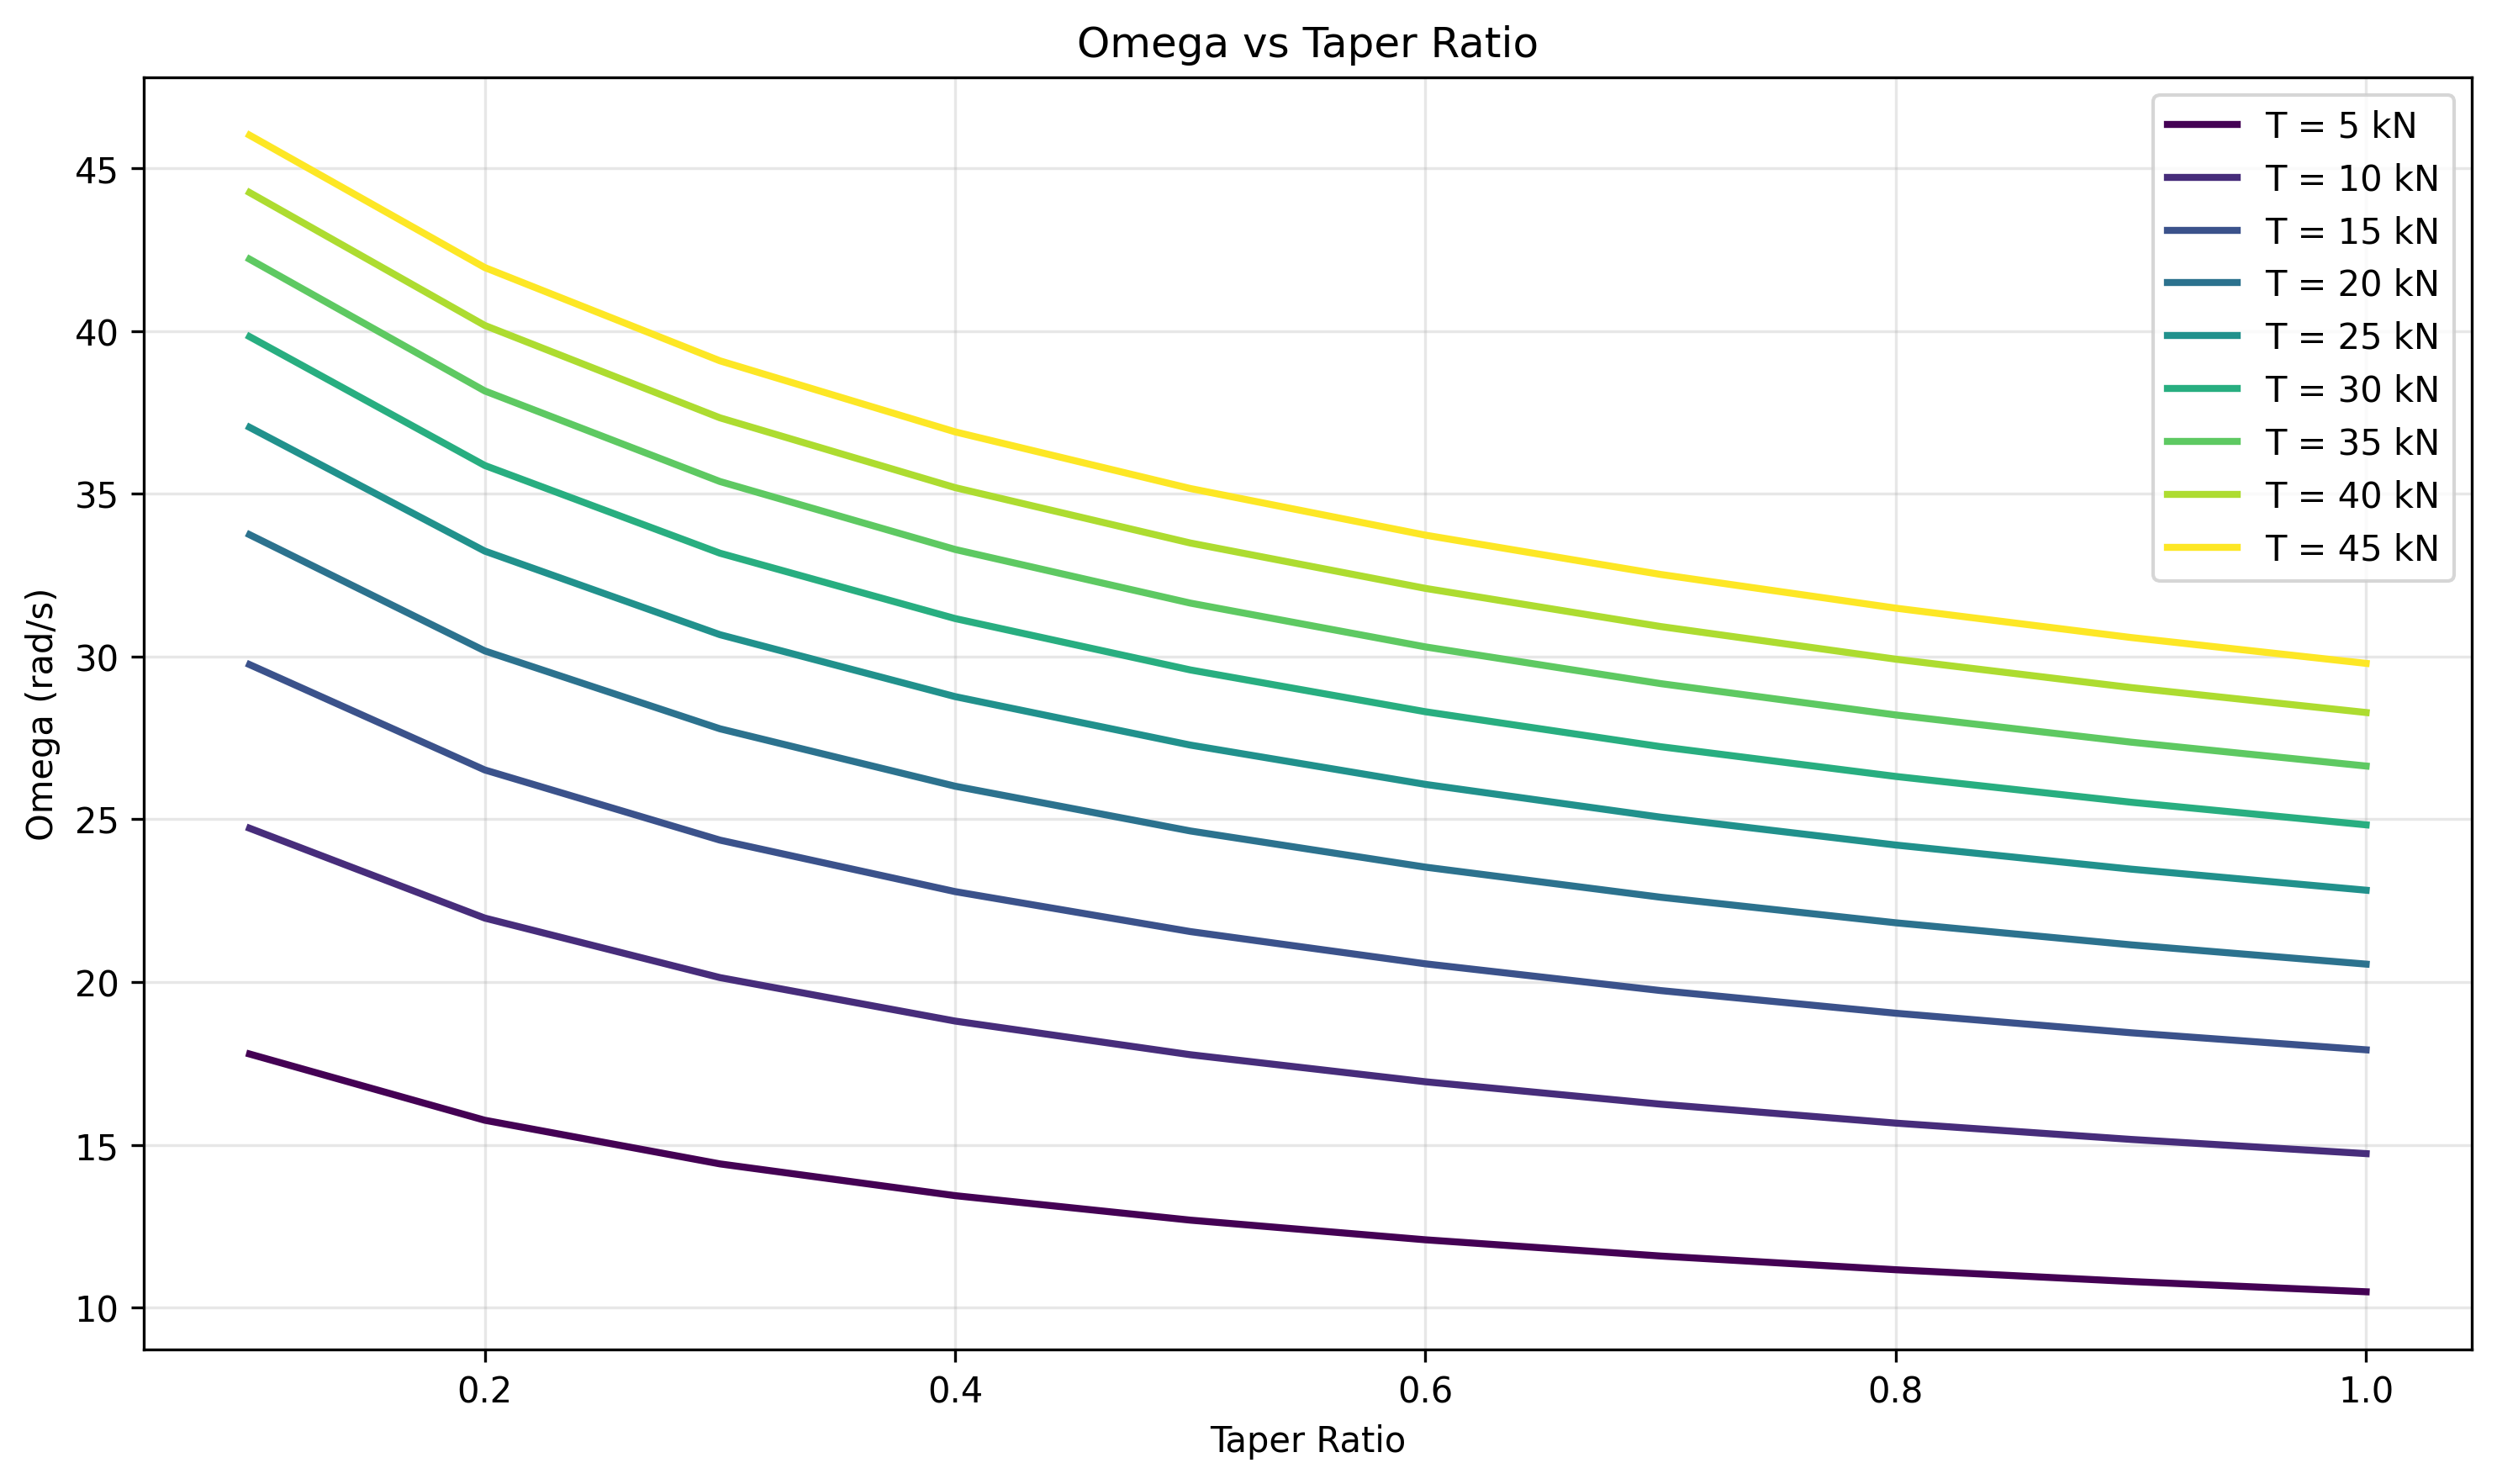 Omega vs Taper Ratio
T = 5 kN
T = 10 kN
T = 15 kN
T = 20 kN
T = 25 kN
T = 30 kN
T = 35 kN
T = 40 kN
T = 45 kN
Omega (rad/s)
45
40
35
30
25
20
15
10
0.2 0.4 0.6 0.8 1.0
Taper Ratio